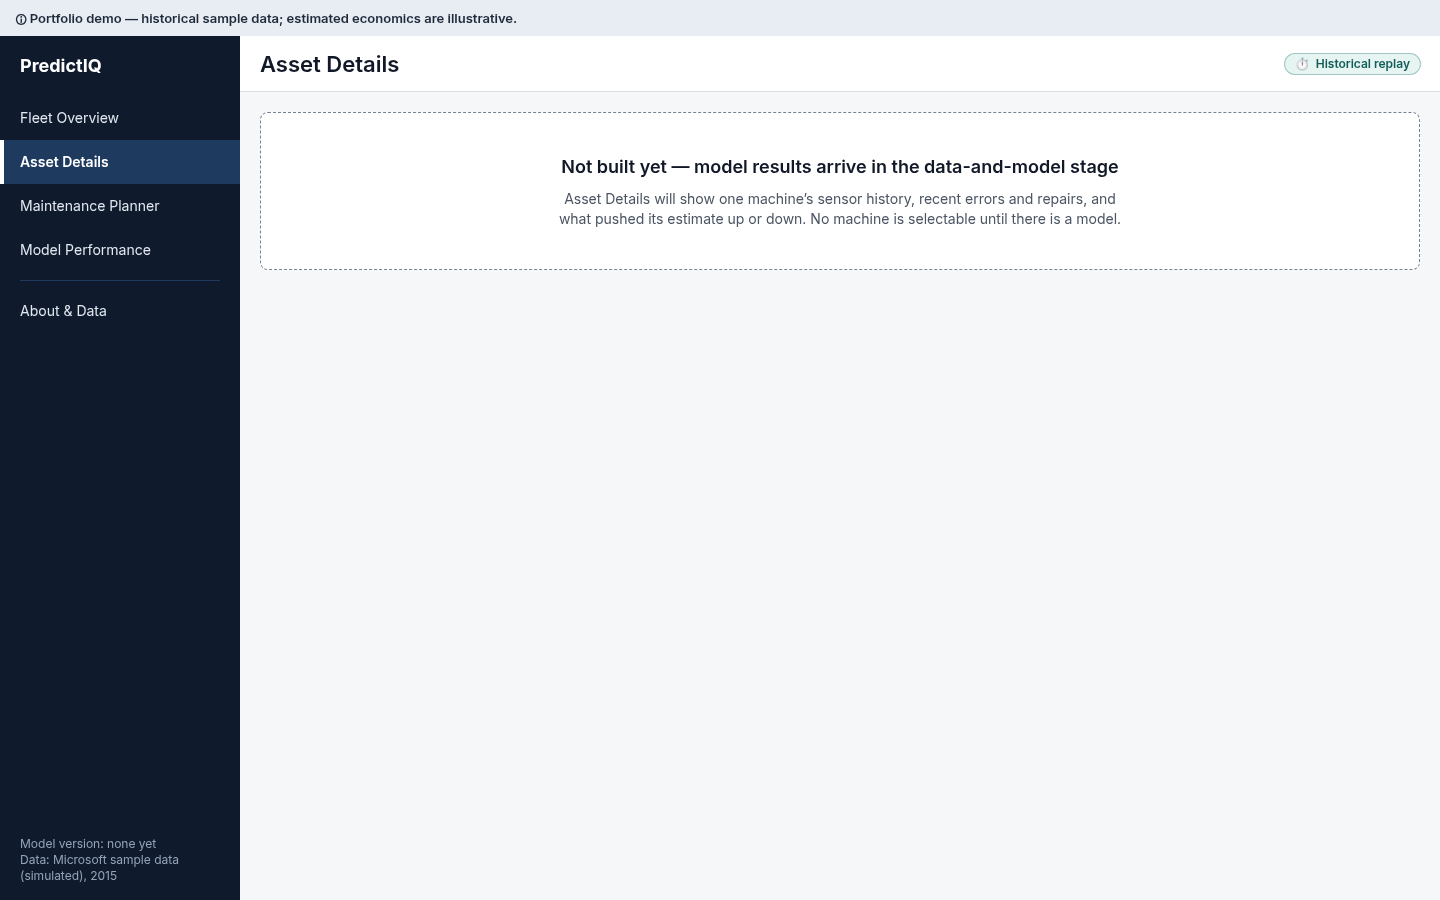 Portfolio demo — historical sample data; estimated economics are illustrative.
PredictIQ
Fleet Overview
Asset Details
Maintenance Planner
Model Performance
About & Data
Model version: none yet
Data: Microsoft sample data
(simulated), 2015
Asset Details
Historical replay
Not built yet — model results arrive in the data-and-model stage
Asset Details will show one machine’s sensor history, recent errors and repairs, and
what pushed its estimate up or down. No machine is selectable until there is a model.